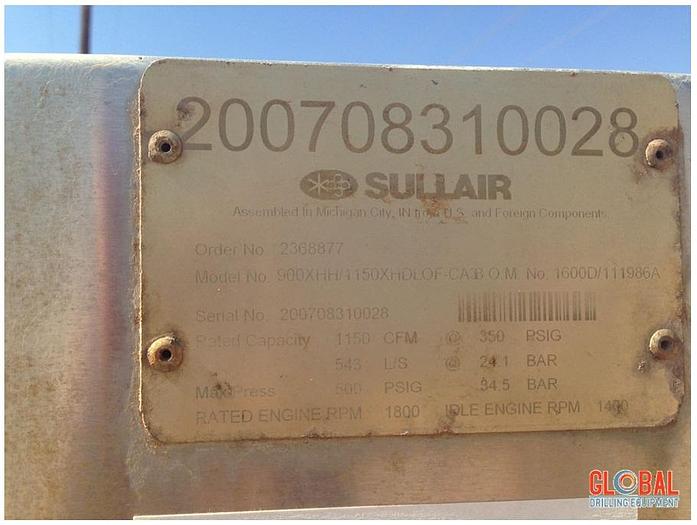 200708310028
SULLAIR
Assembled In Michigan City, IN from U.S. and Foreign Components.
Order No. 2368877
Model No. 900XHH/1150XHDLOF-CA3 B.O.M. No. 1600D/111986A
Serial No. 200708310028
Rated Capacity 1150 CFM @ 350 PSIG
543 L/S @ 24.1 BAR
Max Press 500 PSIG 34.5 BAR
RATED ENGINE RPM 1800 IDLE ENGINE RPM 1400
GLOBAL
DRILLING EQUIPMENT